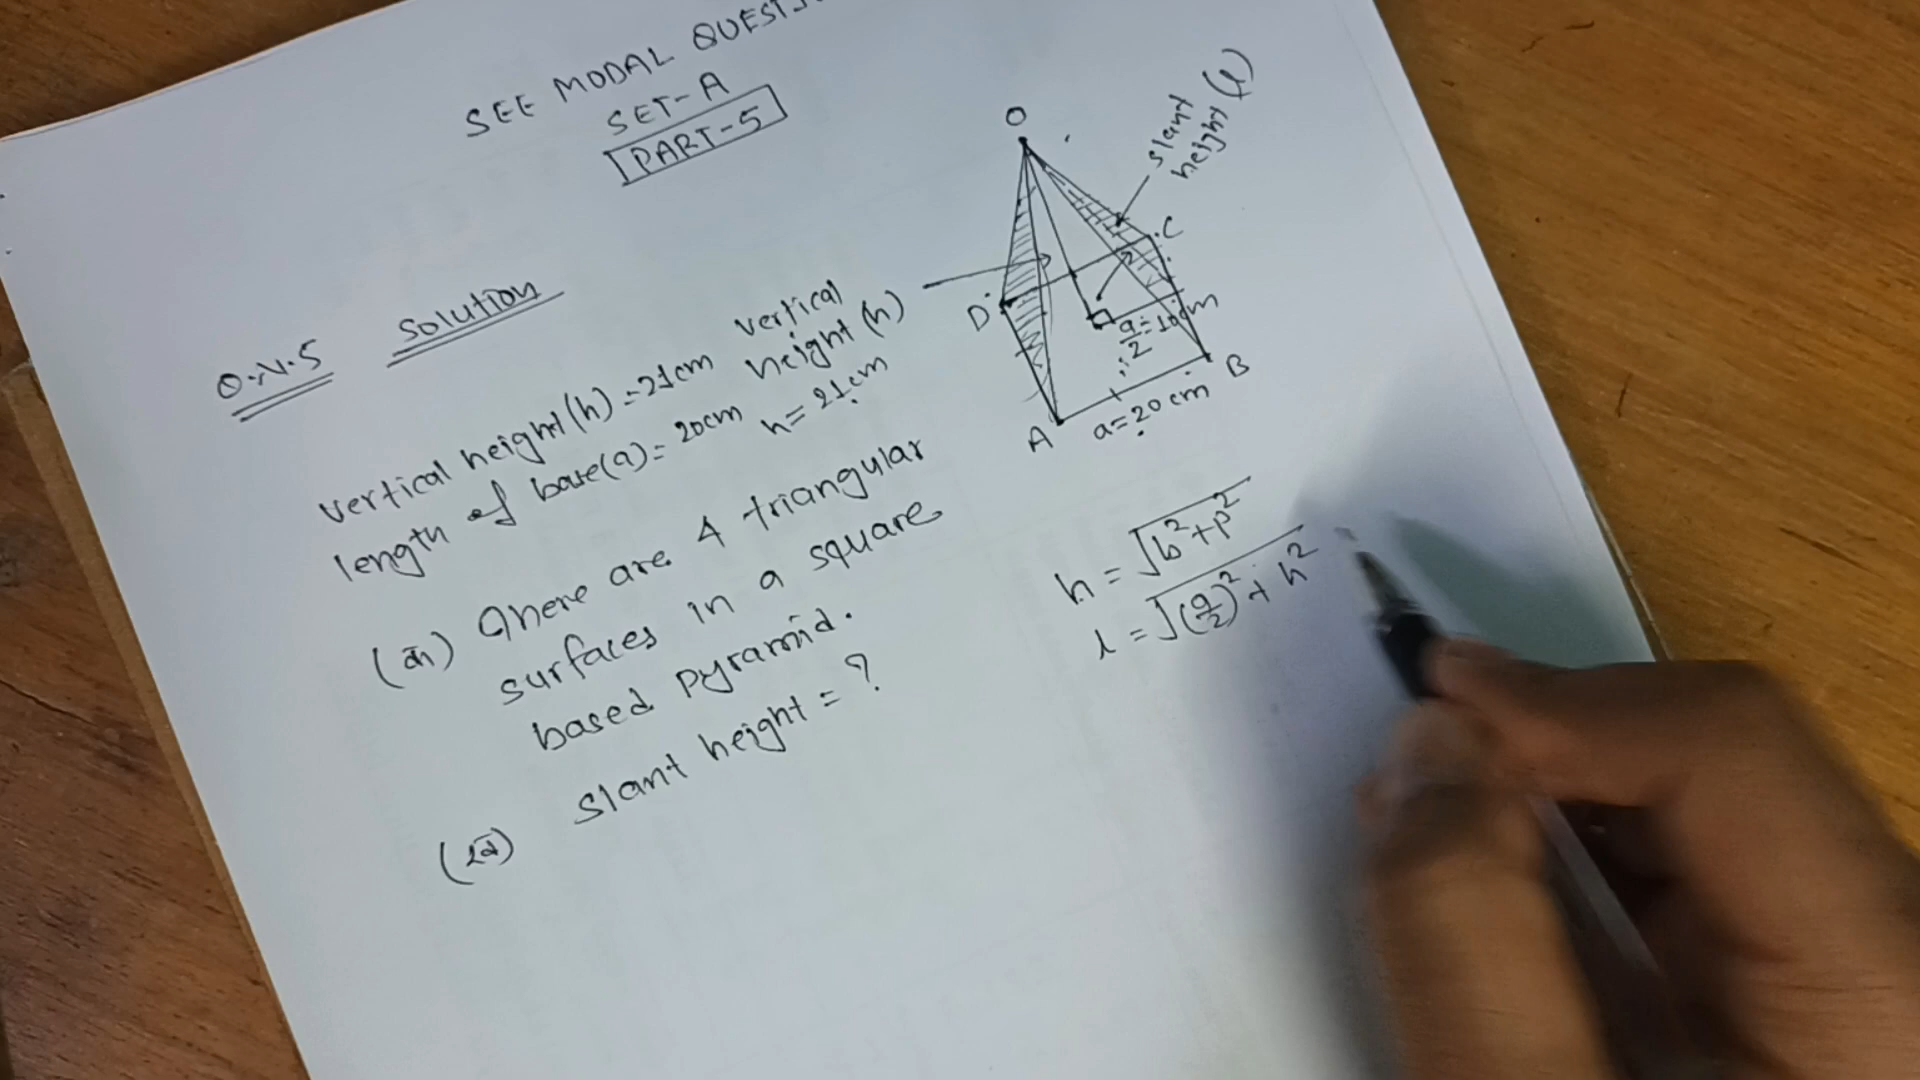 SEE MODAL
SET-A
PART-5
Q.N.5 Solution
vertical height(h) = 21cm
length of base(a) = 20cm
vertical
height (h)
h = 21cm
(क) There are 4 triangular
surfaces in a square
based pyramid.
(ख) slant height = ?
O
slant
height (l)
C
D
a/2 = 10cm
B
A
a = 20 cm
h = √b²+p²
l = √(a/2)² + h²